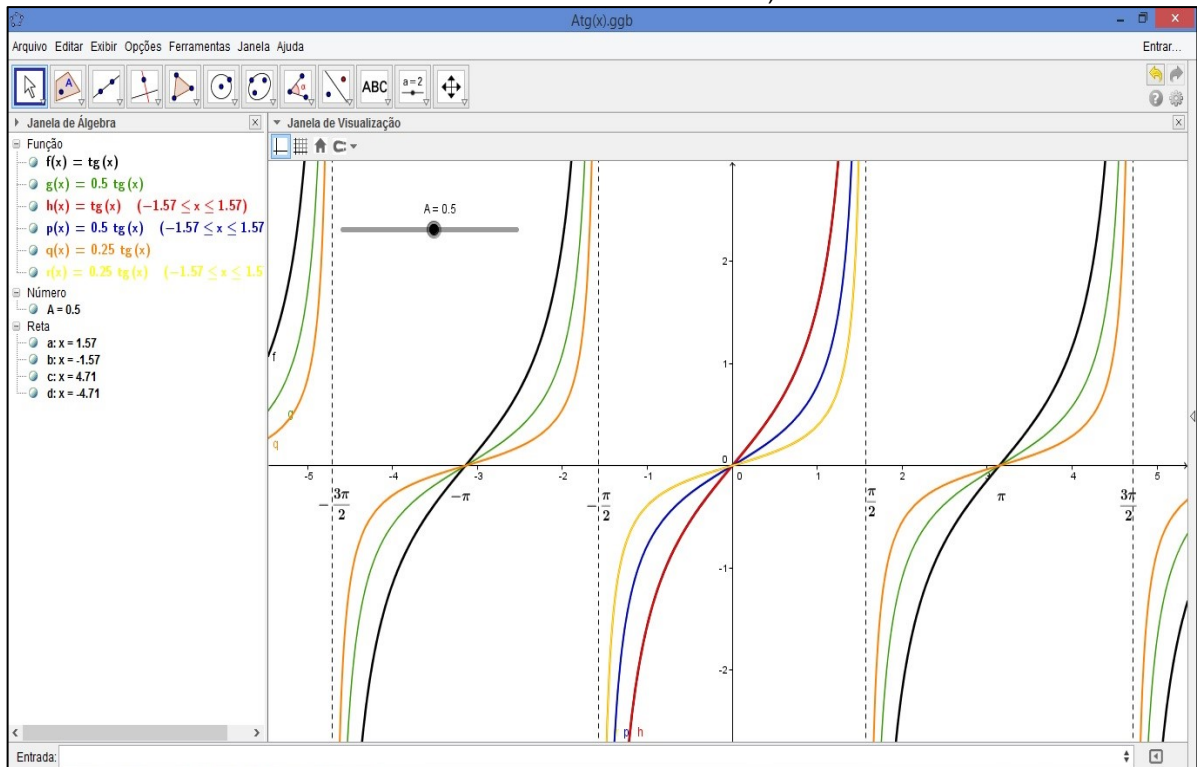 Atg(x).ggb
Arquivo Editar Exibir Opções Ferramentas Janela Ajuda
Entrar...
ABC
a=2
Janela de Álgebra
Janela de Visualização
Função
f(x) = tg(x)
g(x) = 0.5 tg(x)
h(x) = tg(x) (−1.57 ≤ x ≤ 1.57)
p(x) = 0.5 tg(x) (−1.57 ≤ x ≤ 1.57
q(x) = 0.25 tg(x)
r(x) = 0.25 tg(x) (−1.57 ≤ x ≤ 1.5
Número
A = 0.5
Reta
a: x = 1.57
b: x = -1.57
c: x = 4.71
d: x = -4.71
A = 0.5
2
1
0
-1
-2
-5 -4 -3 -2 -1 0 1 2 3 4 5
−3π/2 −π −π/2 π/2 π 3π/2
f
g
q
p h
Entrada: